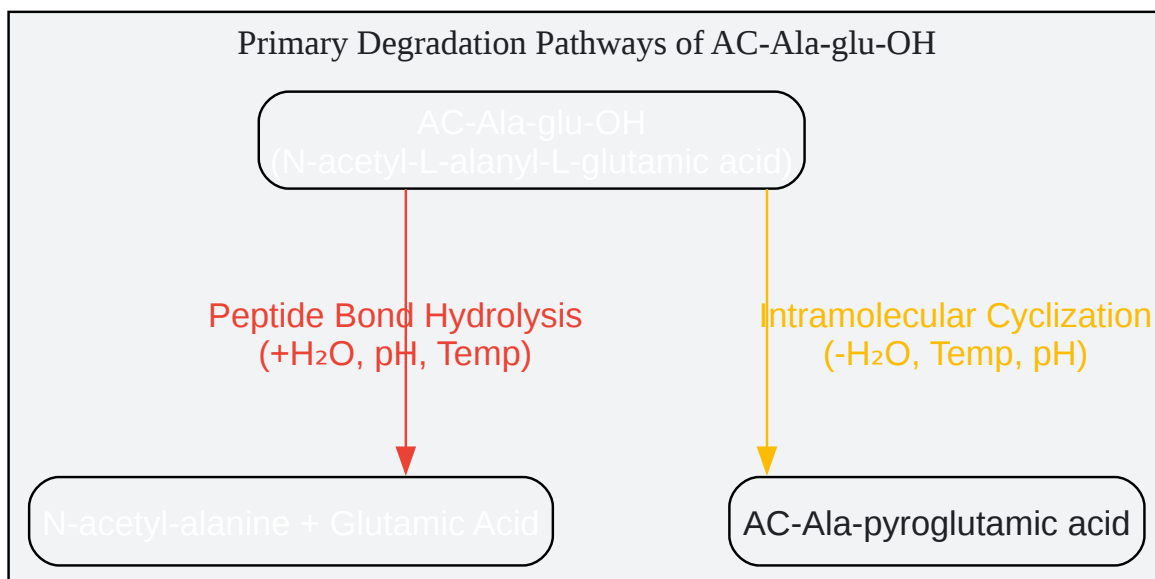 Primary Degradation Pathways of AC-Ala-glu-OH
AC-Ala-glu-OH
(N-acetyl-L-alanyl-L-glutamic acid)
Peptide Bond Hydrolysis
(+H₂O, pH, Temp)
Intramolecular Cyclization
(-H₂O, Temp, pH)
N-acetyl-alanine + Glutamic Acid
AC-Ala-pyroglutamic acid